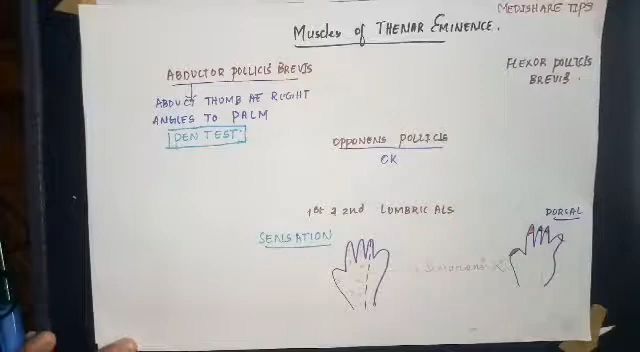 MEDISHARE TIPS
Muscles of THENAR EMINENCE.
ABDUCTOR POLLICIS BREVIS
FLEXOR POLLICIS
BREVIS.
ABDUCT THUMB AT RIGHT
ANGLES TO PALM
PEN TEST:
OPPONENS POLLICIS
OK
1st & 2nd LUMBRICALS
DORSAL
SENSATION